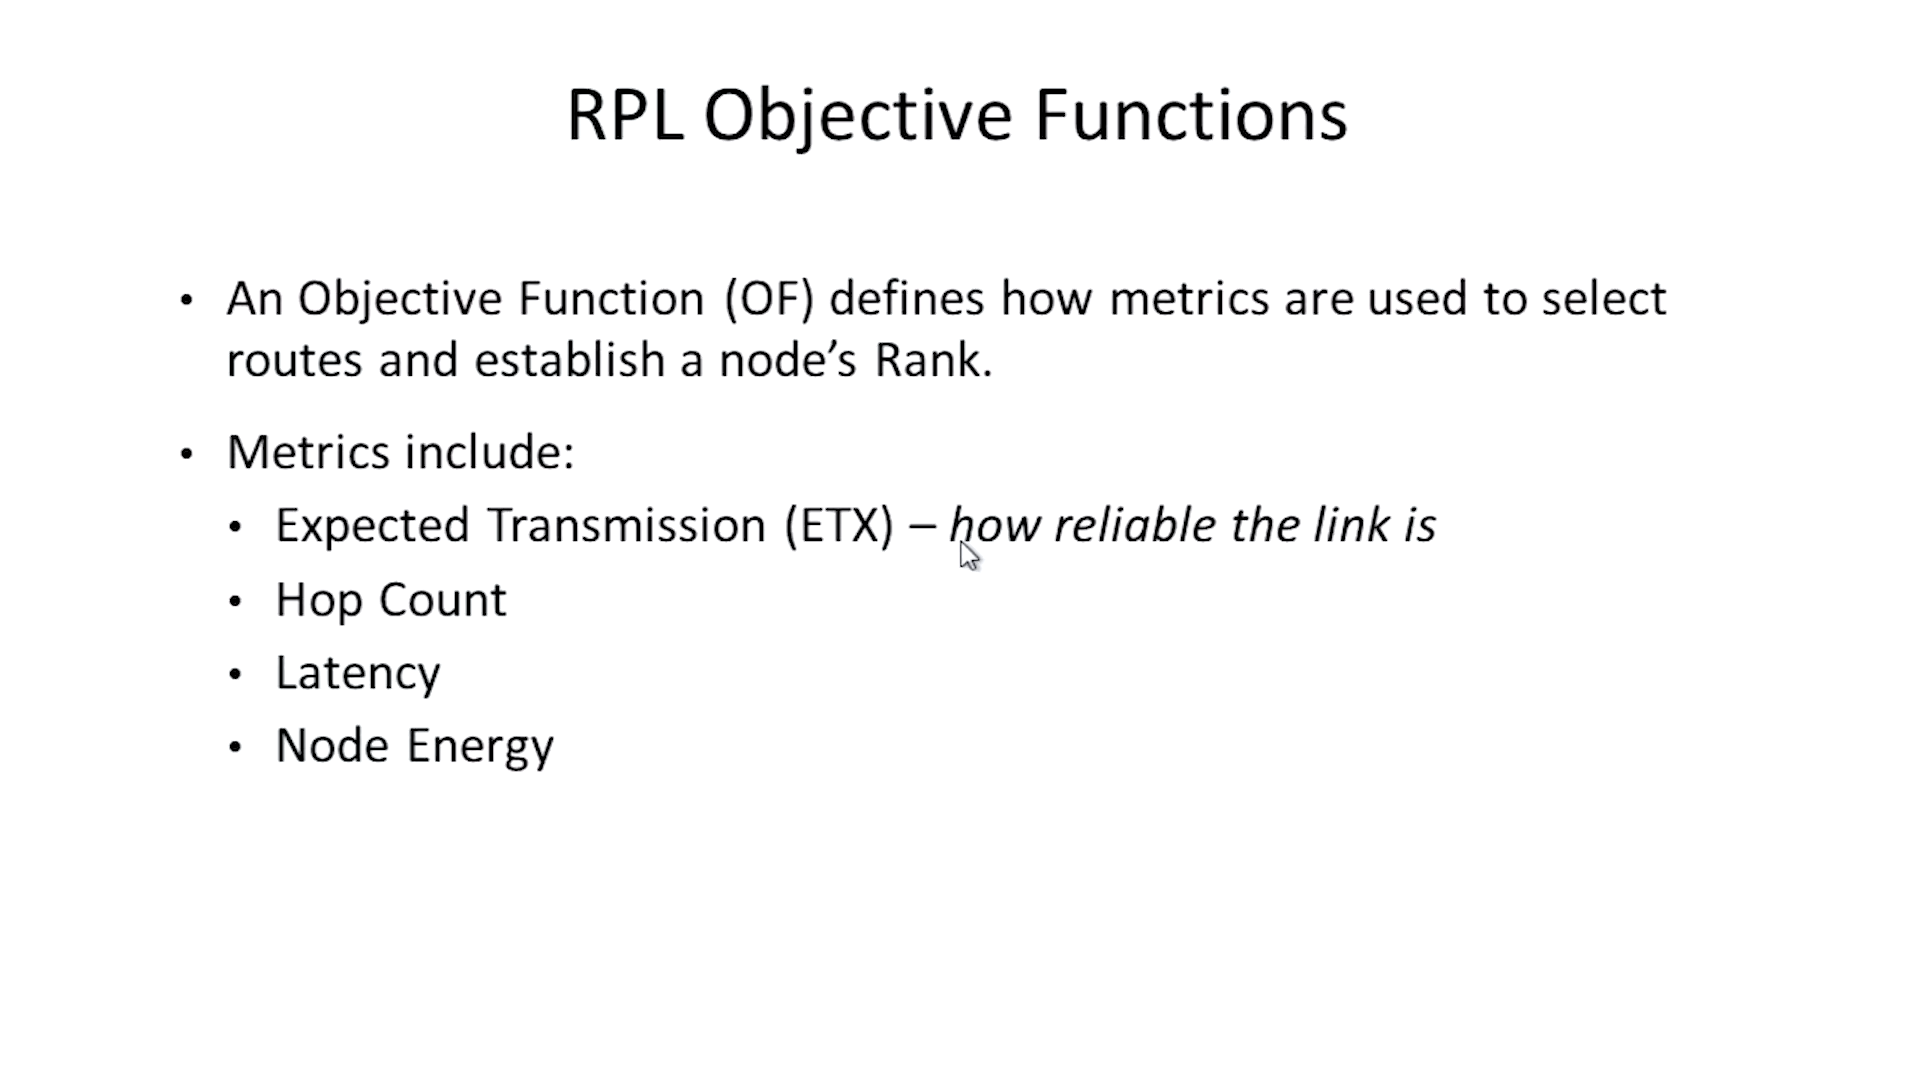 RPL Objective Functions
• An Objective Function (OF) defines how metrics are used to select
routes and establish a node’s Rank.
• Metrics include:
• Expected Transmission (ETX) – how reliable the link is
• Hop Count
• Latency
• Node Energy